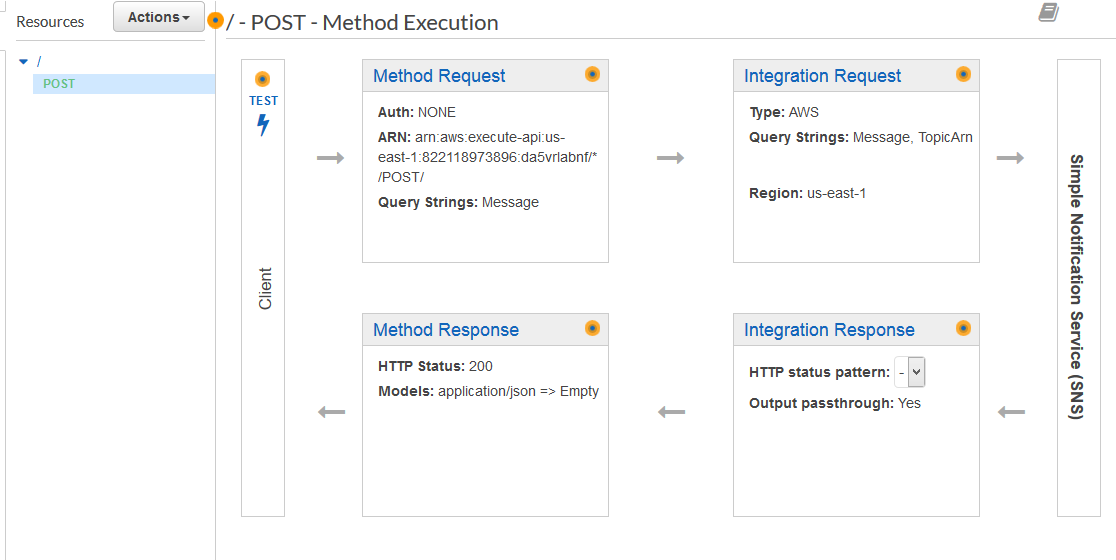 Resources
Actions
/ - POST - Method Execution
/
POST
TEST
Client
Method Request
Auth: NONE
ARN: arn:aws:execute-api:us-
east-1:822118973896:da5vrlabnf/*
/POST/
Query Strings: Message
Integration Request
Type: AWS
Query Strings: Message, TopicArn
Region: us-east-1
Simple Notification Service (SNS)
Method Response
HTTP Status: 200
Models: application/json => Empty
Integration Response
HTTP status pattern: -
Output passthrough: Yes